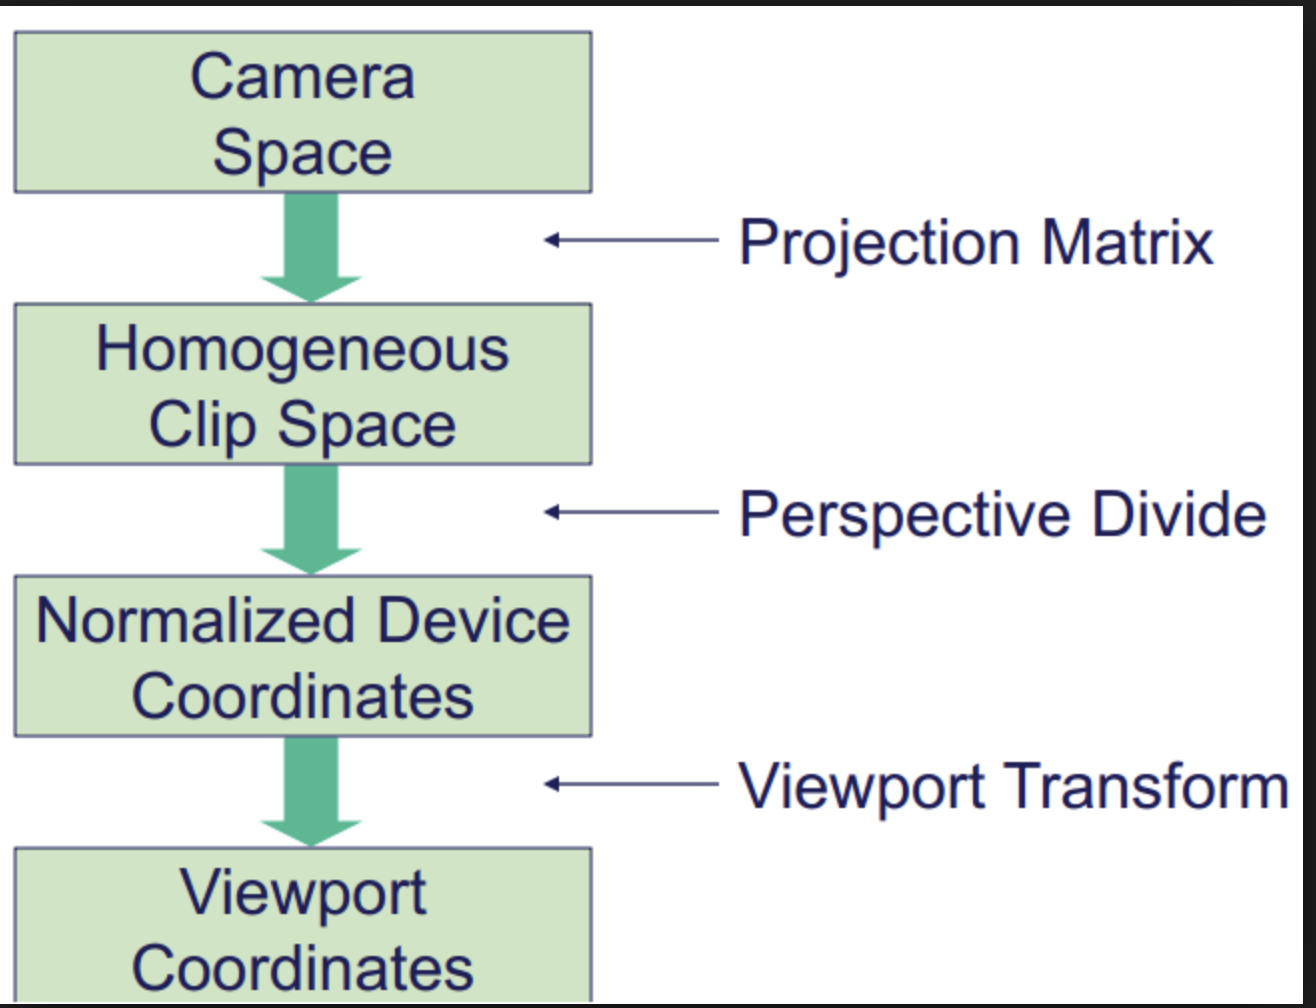 Camera
Space
Projection Matrix
Homogeneous
Clip Space
Perspective Divide
Normalized Device
Coordinates
Viewport Transform
Viewport
Coordinates